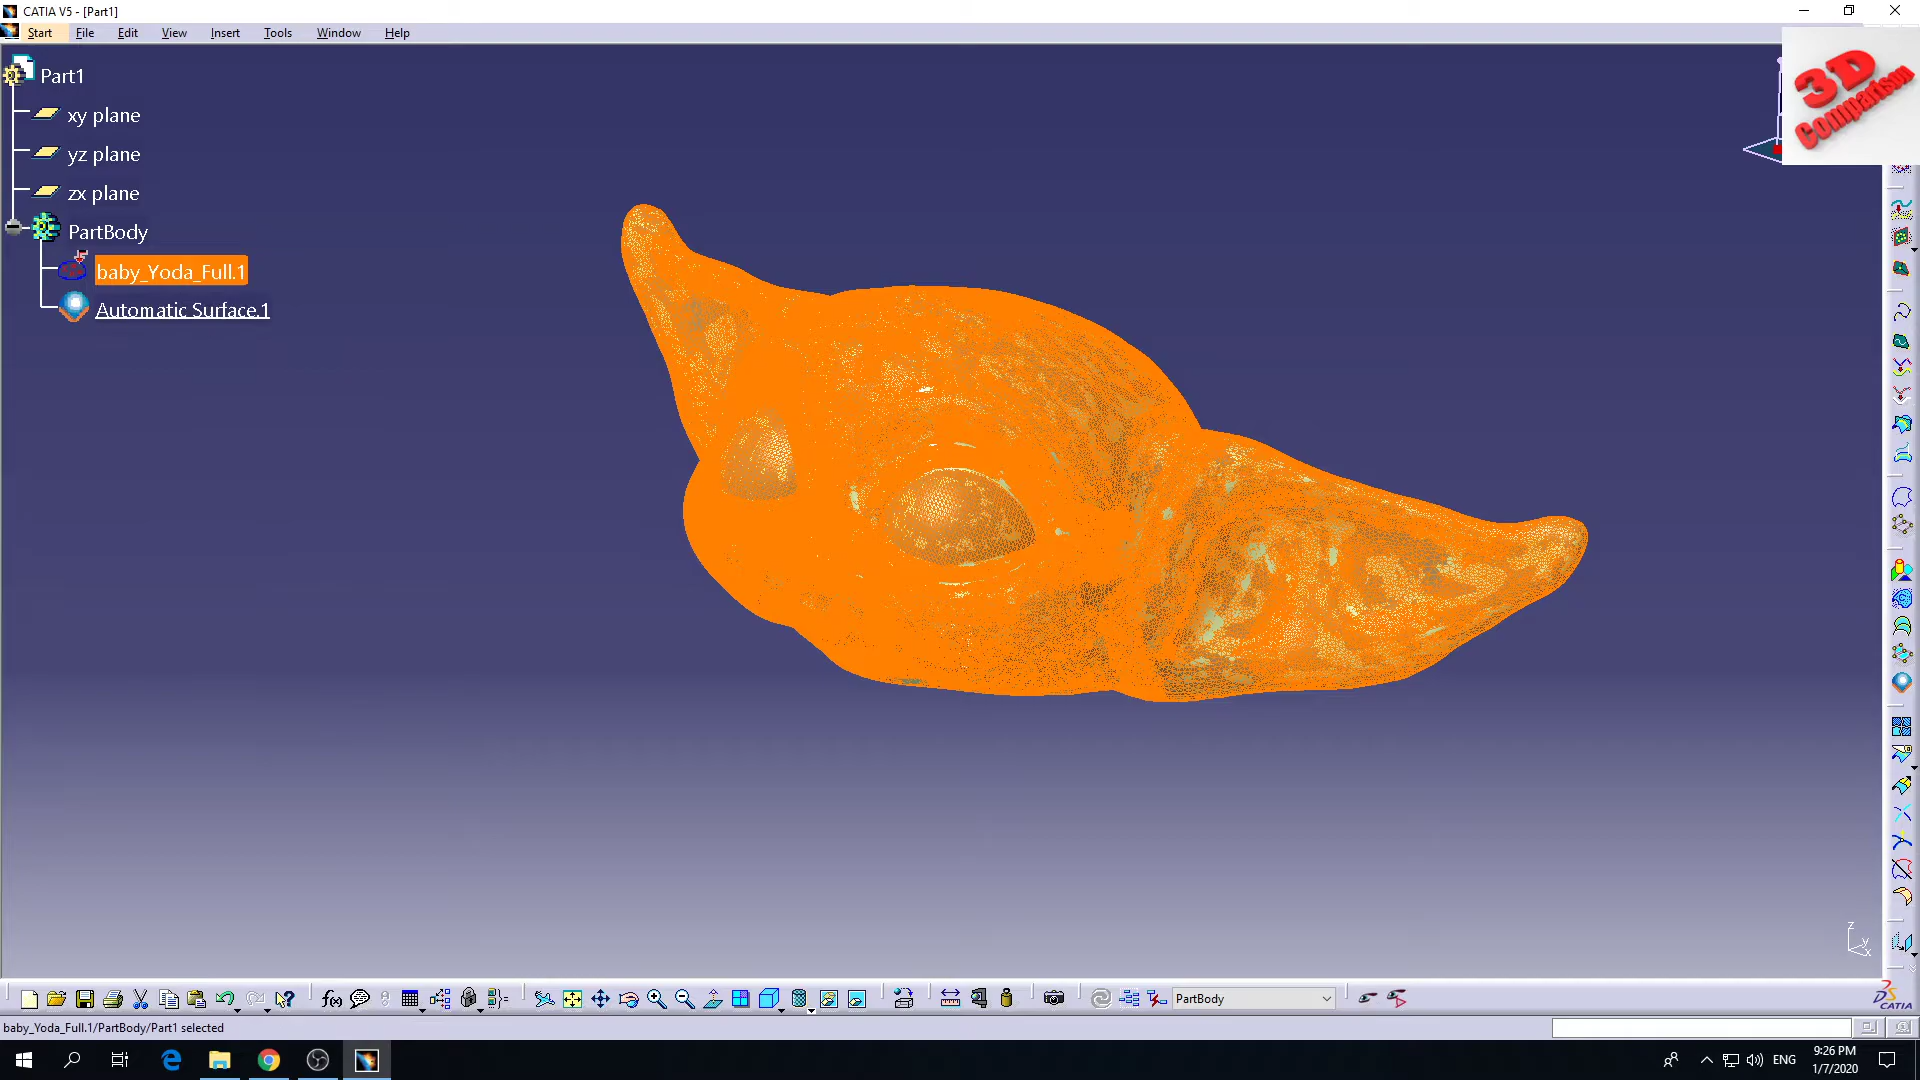 CATIA V5 - [Part1]
Start File Edit View Insert Tools Window Help
3D
Comparison
Part1
xy plane
yz plane
zx plane
PartBody
baby_Yoda_Full.1
Automatic Surface.1
z
y
x
f(x)
PartBody
CATIA
baby_Yoda_Full.1/PartBody/Part1 selected
ENG
9:26 PM
1/7/2020